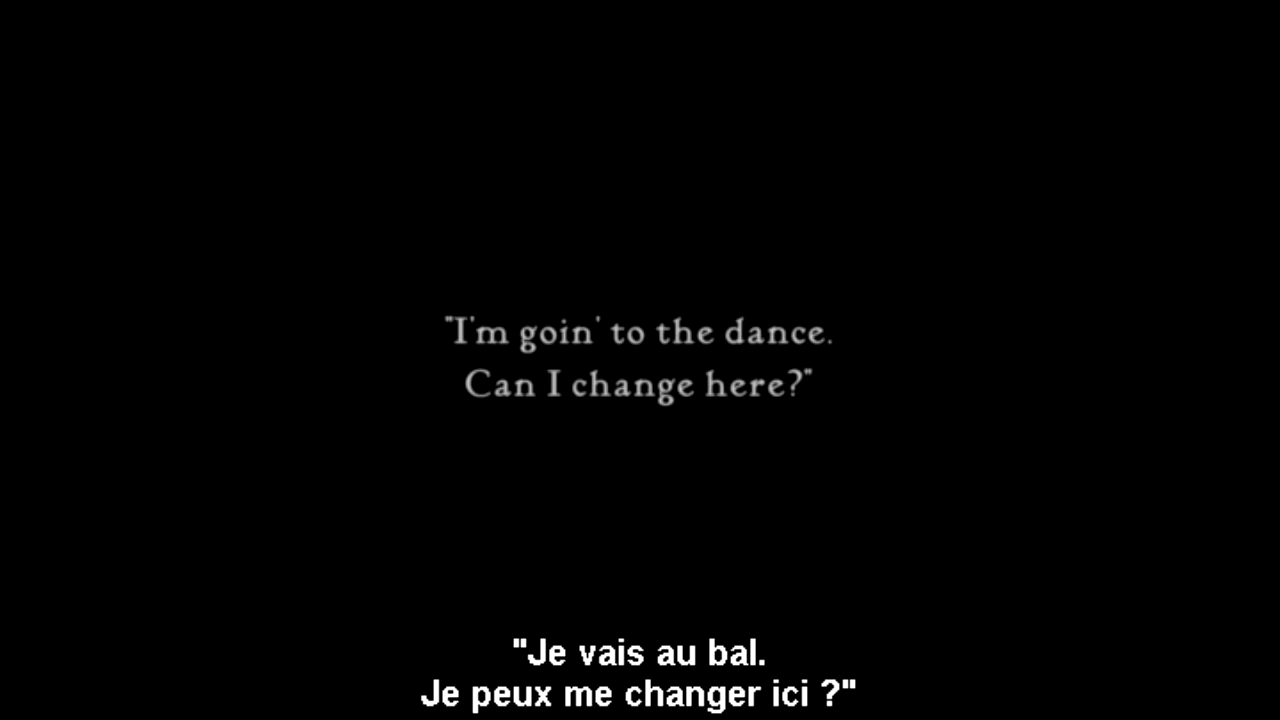 "I'm goin' to the dance.
Can I change here?"
"Je vais au bal.
Je peux me changer ici ?"